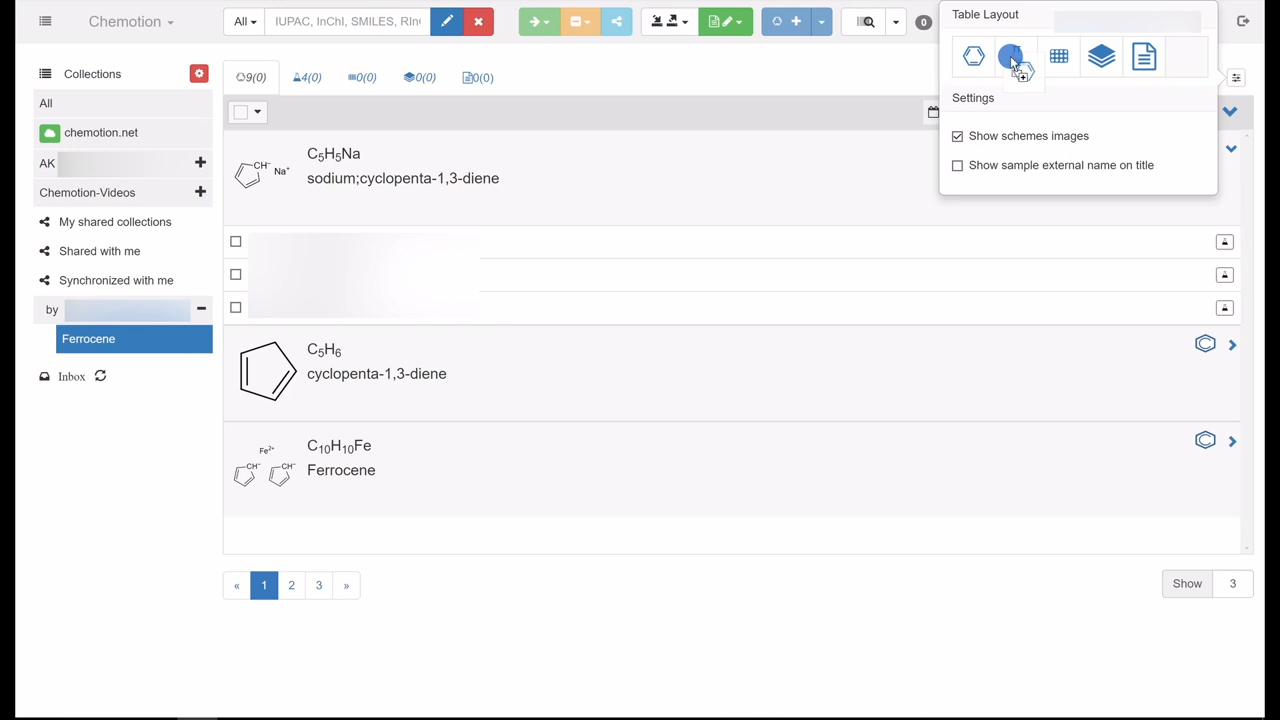 Chemotion
All
IUPAC, InChI, SMILES, RInC
0
Table Layout
Collections
9(0)
4(0)
0(0)
0(0)
0(0)
All
Settings
chemotion.net
Show schemes images
C5H5Na
CH⁻ Na⁺
AK
Show sample external name on title
sodium;cyclopenta-1,3-diene
Chemotion-Videos
My shared collections
Shared with me
Synchronized with me
by
Ferrocene
C5H6
cyclopenta-1,3-diene
Inbox
C10H10Fe
Fe²⁺
CH⁻ CH⁻
Ferrocene
« 1 2 3 »
Show 3